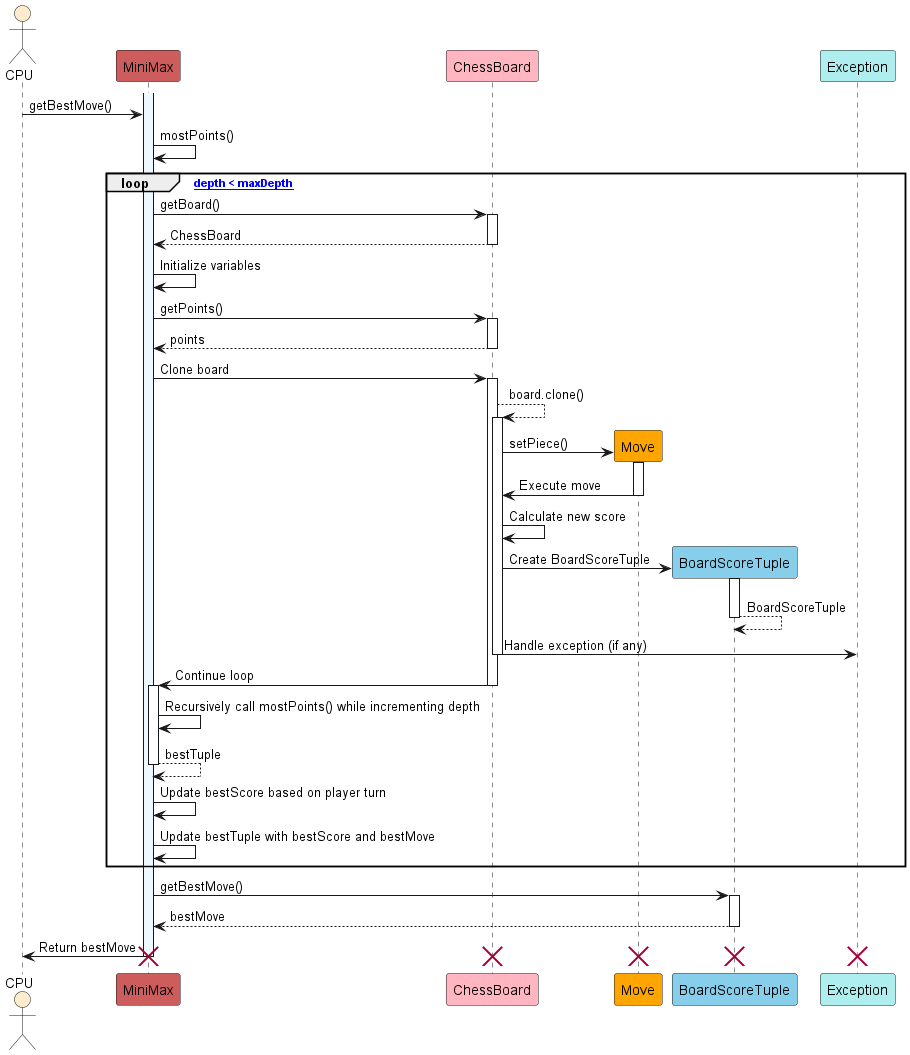 CPU
MiniMax
ChessBoard
Exception
getBestMove()
mostPoints()
loop
depth < maxDepth
getBoard()
ChessBoard
Initialize variables
getPoints()
points
Clone board
board.clone()
setPiece()
Move
Execute move
Calculate new score
Create BoardScoreTuple
BoardScoreTuple
BoardScoreTuple
Handle exception (if any)
Continue loop
Recursively call mostPoints() while incrementing depth
bestTuple
Update bestScore based on player turn
Update bestTuple with bestScore and bestMove
getBestMove()
bestMove
Return bestMove
CPU
MiniMax
ChessBoard
Move
BoardScoreTuple
Exception